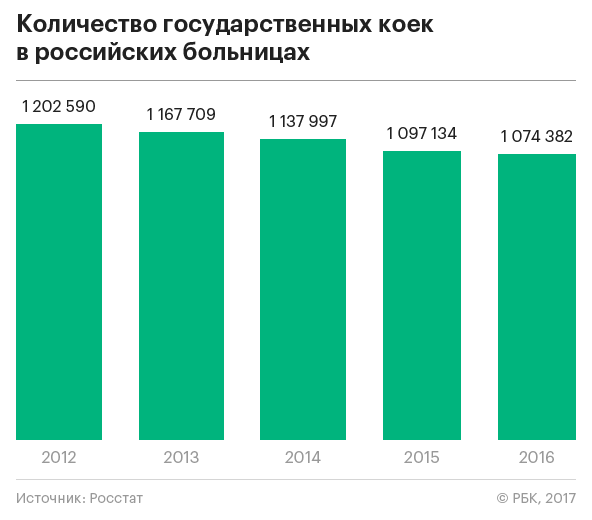 Количество государственных коек
в российских больницах
1 202 590
1 167 709
1 137 997
1 097 134
1 074 382
2012
2013
2014
2015
2016
Источник: Росстат
© РБК, 2017